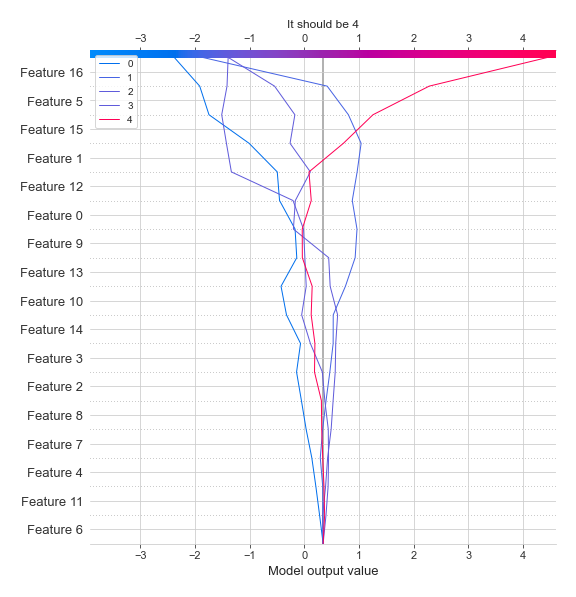 It should be 4
−3 −2 −1 0 1 2 3 4
0
1
2
3
4
Feature 16
Feature 5
Feature 15
Feature 1
Feature 12
Feature 0
Feature 9
Feature 13
Feature 10
Feature 14
Feature 3
Feature 2
Feature 8
Feature 7
Feature 4
Feature 11
Feature 6
−3 −2 −1 0 1 2 3 4
Model output value